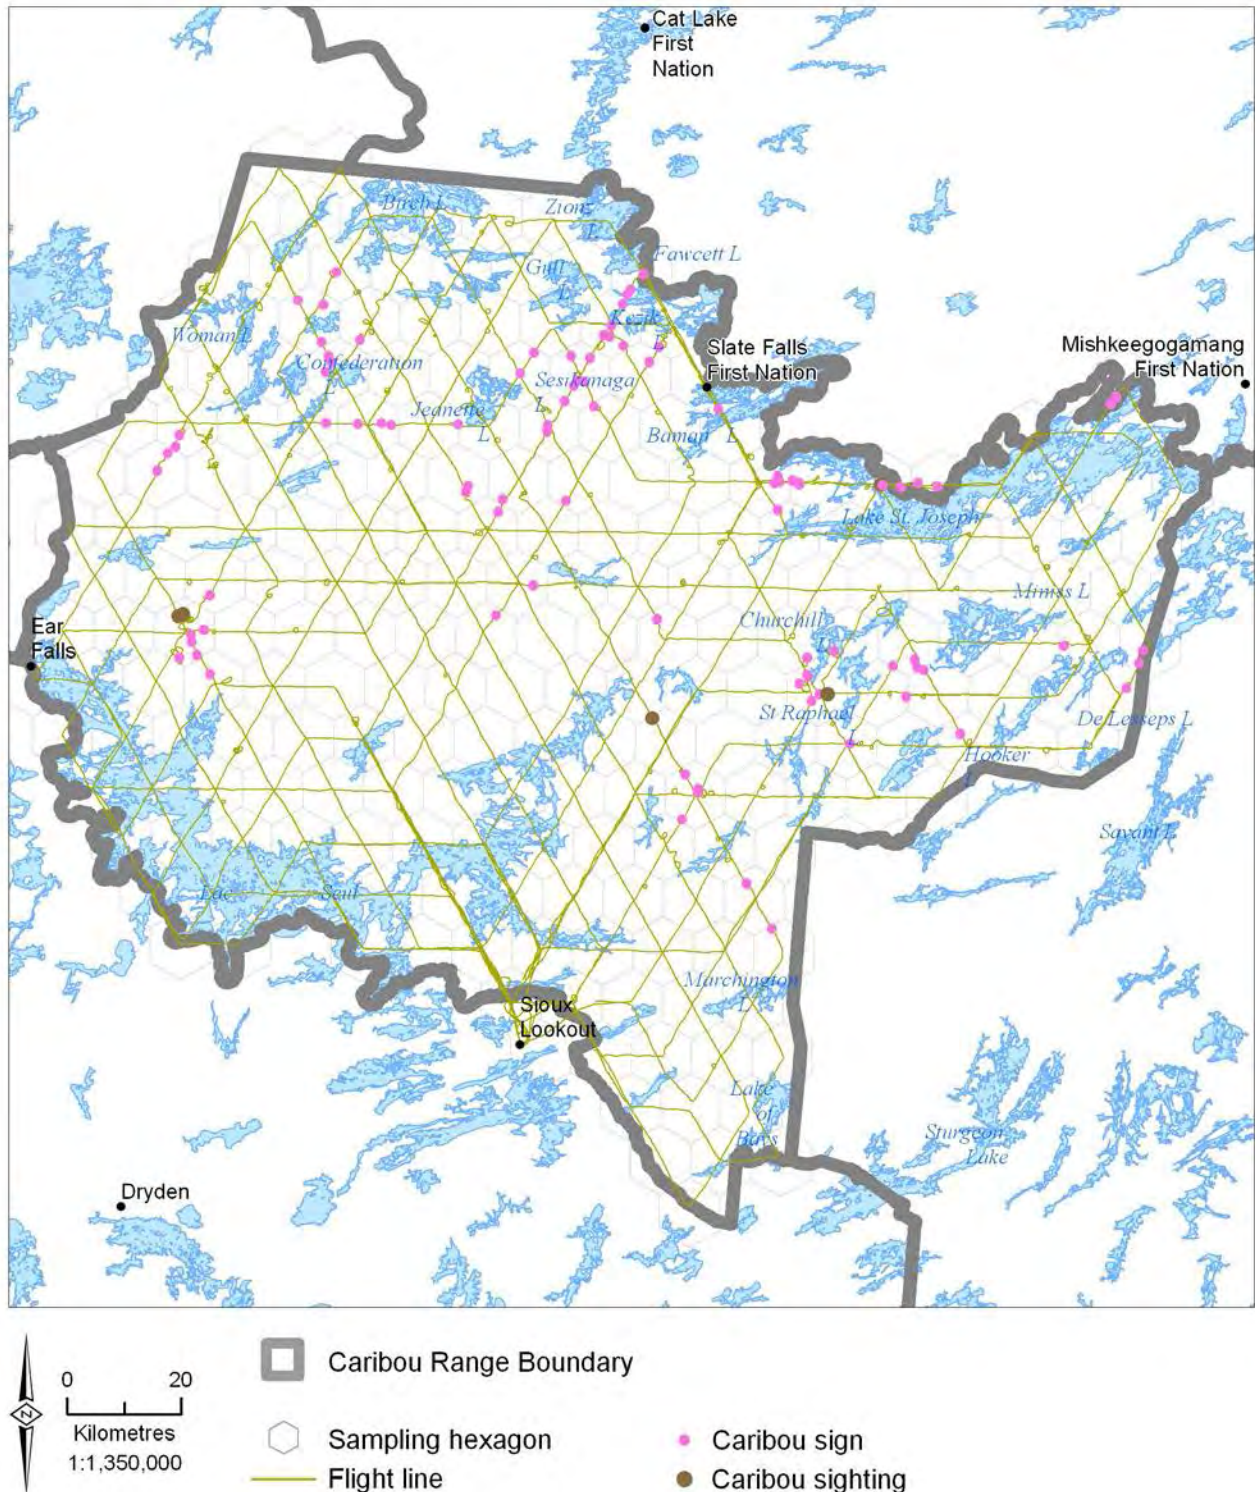 Cat Lake
First
Nation
Birch L
Zionz
L
Fawcett L
Gull
L
Woman L
Kezik
L
Slate Falls
First Nation
Mishkeegogamang
First Nation
Confederation
L
Sesikanaga
L
Jeanette
L
Bamaji L
Lake St. Joseph
Miniss L
Churchill
L
Ear
Falls
St Raphael
L
De Lesseps L
Hooker
L
Savant L
Lac Seul
Marchington
L
Sioux
Lookout
Lake
of
Bays
Sturgeon
Lake
Dryden
0 20
Kilometres
1:1,350,000
N
Caribou Range Boundary
Sampling hexagon
Flight line
Caribou sign
Caribou sighting